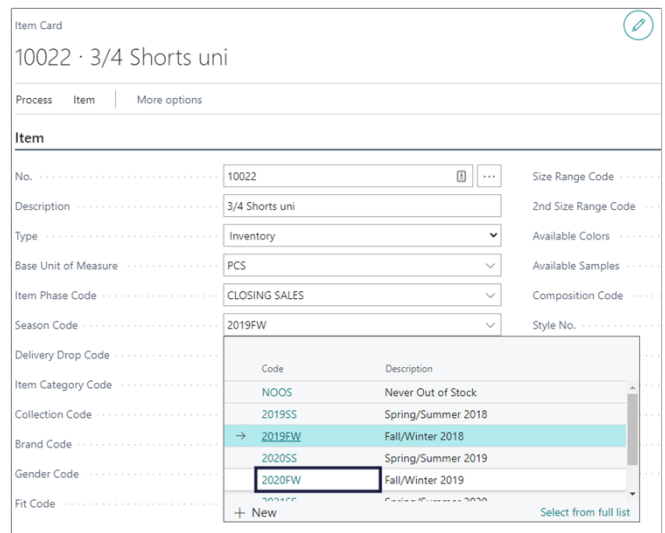 Item Card
10022 · 3/4 Shorts uni
Process Item More options
Item
No. 10022 ... Size Range Code
Description 3/4 Shorts uni 2nd Size Range Code
Type Inventory Available Colors
Base Unit of Measure PCS Available Samples
Item Phase Code CLOSING SALES Composition Code
Season Code 2019FW Style No.
Delivery Drop Code
Code Description
Item Category Code
NOOS Never Out of Stock
Collection Code
2019SS Spring/Summer 2018
→ 2019FW Fall/Winter 2018
Brand Code
2020SS Spring/Summer 2019
Gender Code
2020FW Fall/Winter 2019
Fit Code
2021SS Spring/Summer 2020
+ New Select from full list